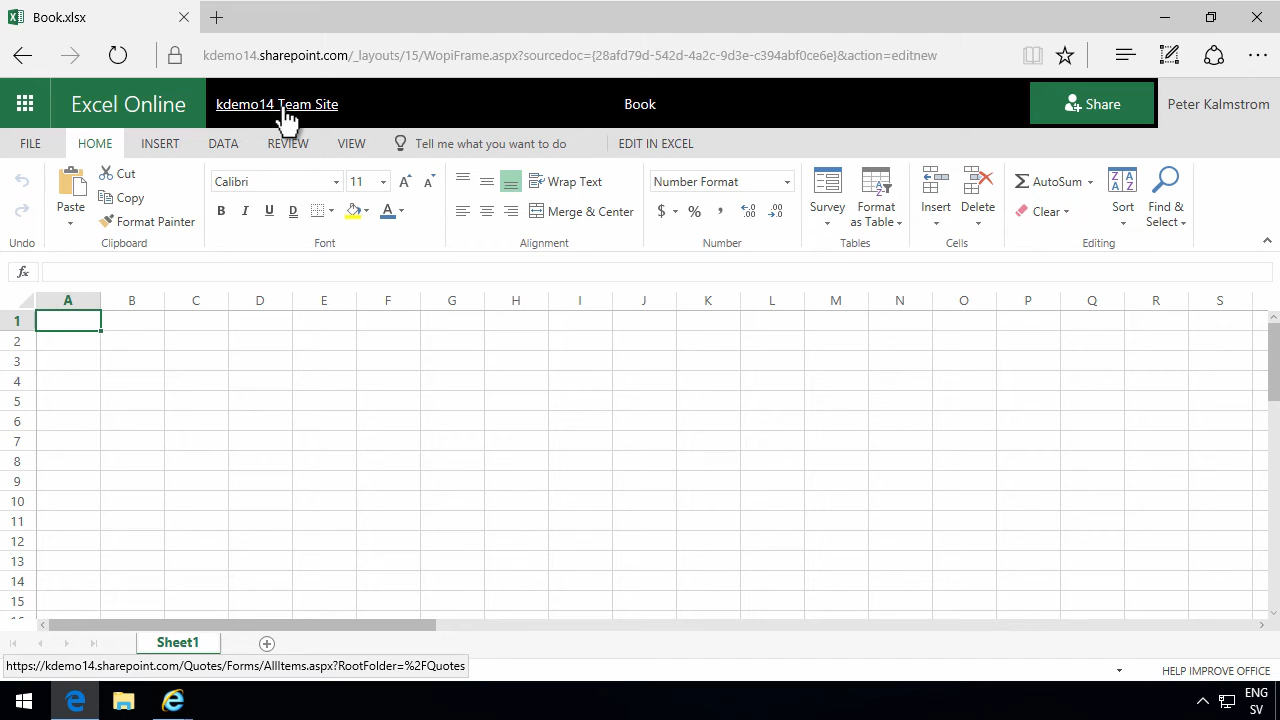 Book.xlsx
kdemo14.sharepoint.com/_layouts/15/WopiFrame.aspx?sourcedoc={28afd79d-542d-4a2c-9d3e-c394abf0ce6e}&action=editnew
Excel Online kdemo14 Team Site Book Share Peter Kalmstrom
FILE HOME INSERT DATA REVIEW VIEW Tell me what you want to do EDIT IN EXCEL
Cut Calibri 11 Wrap Text Number Format AutoSum
Paste Copy Survey Format as Table Insert Delete Sort Find & Select
Format Painter B I U D A Merge & Center $ % , Clear
Undo Clipboard Font Alignment Number Tables Cells Editing
fx
A B C D E F G H I J K L M N O P Q R S
1
2
3
4
5
6
7
8
9
10
11
12
13
14
15
Sheet1
https://kdemo14.sharepoint.com/Quotes/Forms/AllItems.aspx?RootFolder=%2FQuotes
HELP IMPROVE OFFICE
ENG
SV